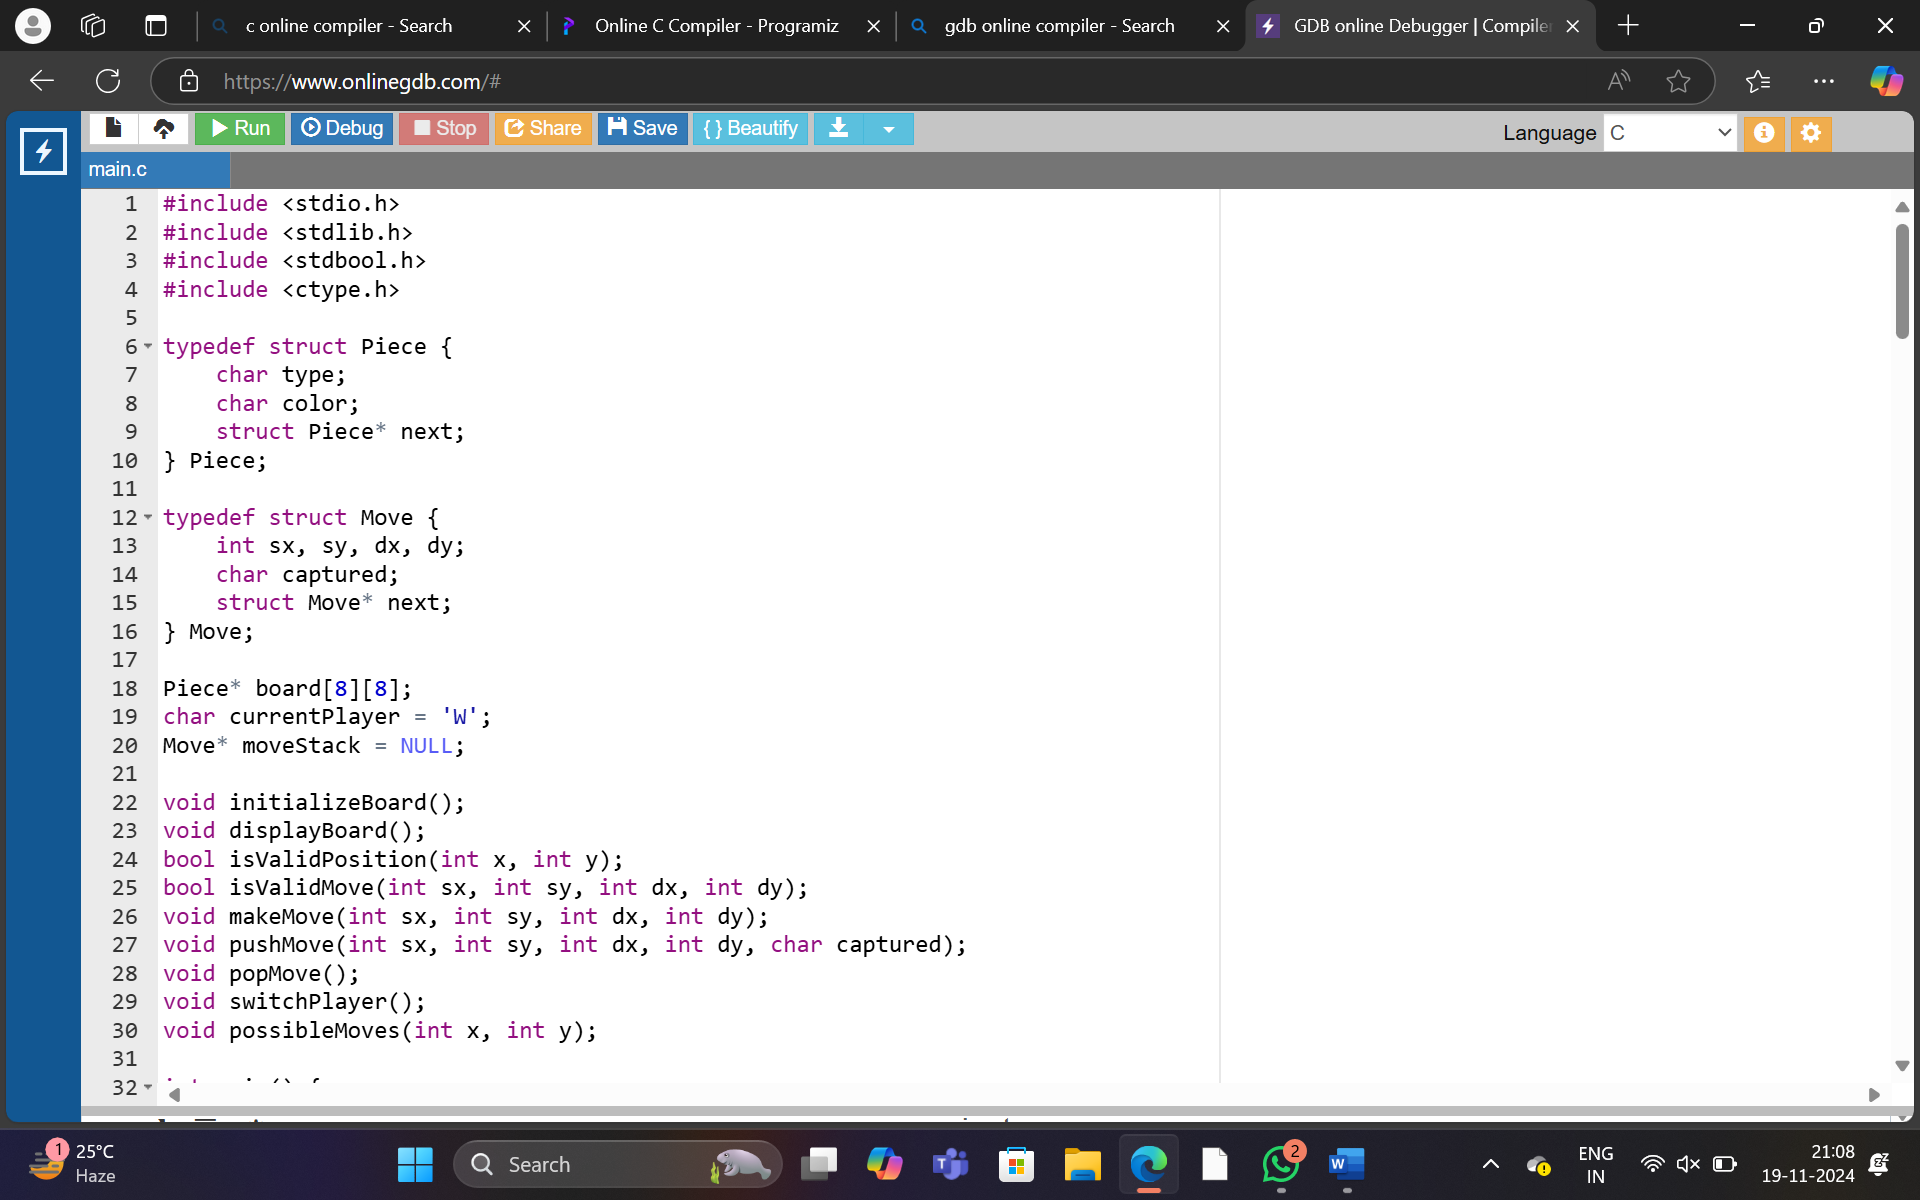 c online compiler - Search
Online C Compiler - Programiz
gdb online compiler - Search
GDB online Debugger | Compiler
https://www.onlinegdb.com/#
Run
Debug
Stop
Share
Save
{ } Beautify
Language
C
main.c
1 #include <stdio.h>
2 #include <stdlib.h>
3 #include <stdbool.h>
4 #include <ctype.h>
5
6 typedef struct Piece {
7 char type;
8 char color;
9 struct Piece* next;
10 } Piece;
11
12 typedef struct Move {
13 int sx, sy, dx, dy;
14 char captured;
15 struct Move* next;
16 } Move;
17
18 Piece* board[8][8];
19 char currentPlayer = 'W';
20 Move* moveStack = NULL;
21
22 void initializeBoard();
23 void displayBoard();
24 bool isValidPosition(int x, int y);
25 bool isValidMove(int sx, int sy, int dx, int dy);
26 void makeMove(int sx, int sy, int dx, int dy);
27 void pushMove(int sx, int sy, int dx, int dy, char captured);
28 void popMove();
29 void switchPlayer();
30 void possibleMoves(int x, int y);
31
32
1
25°C
Haze
Search
2
ENG
IN
21:08
19-11-2024